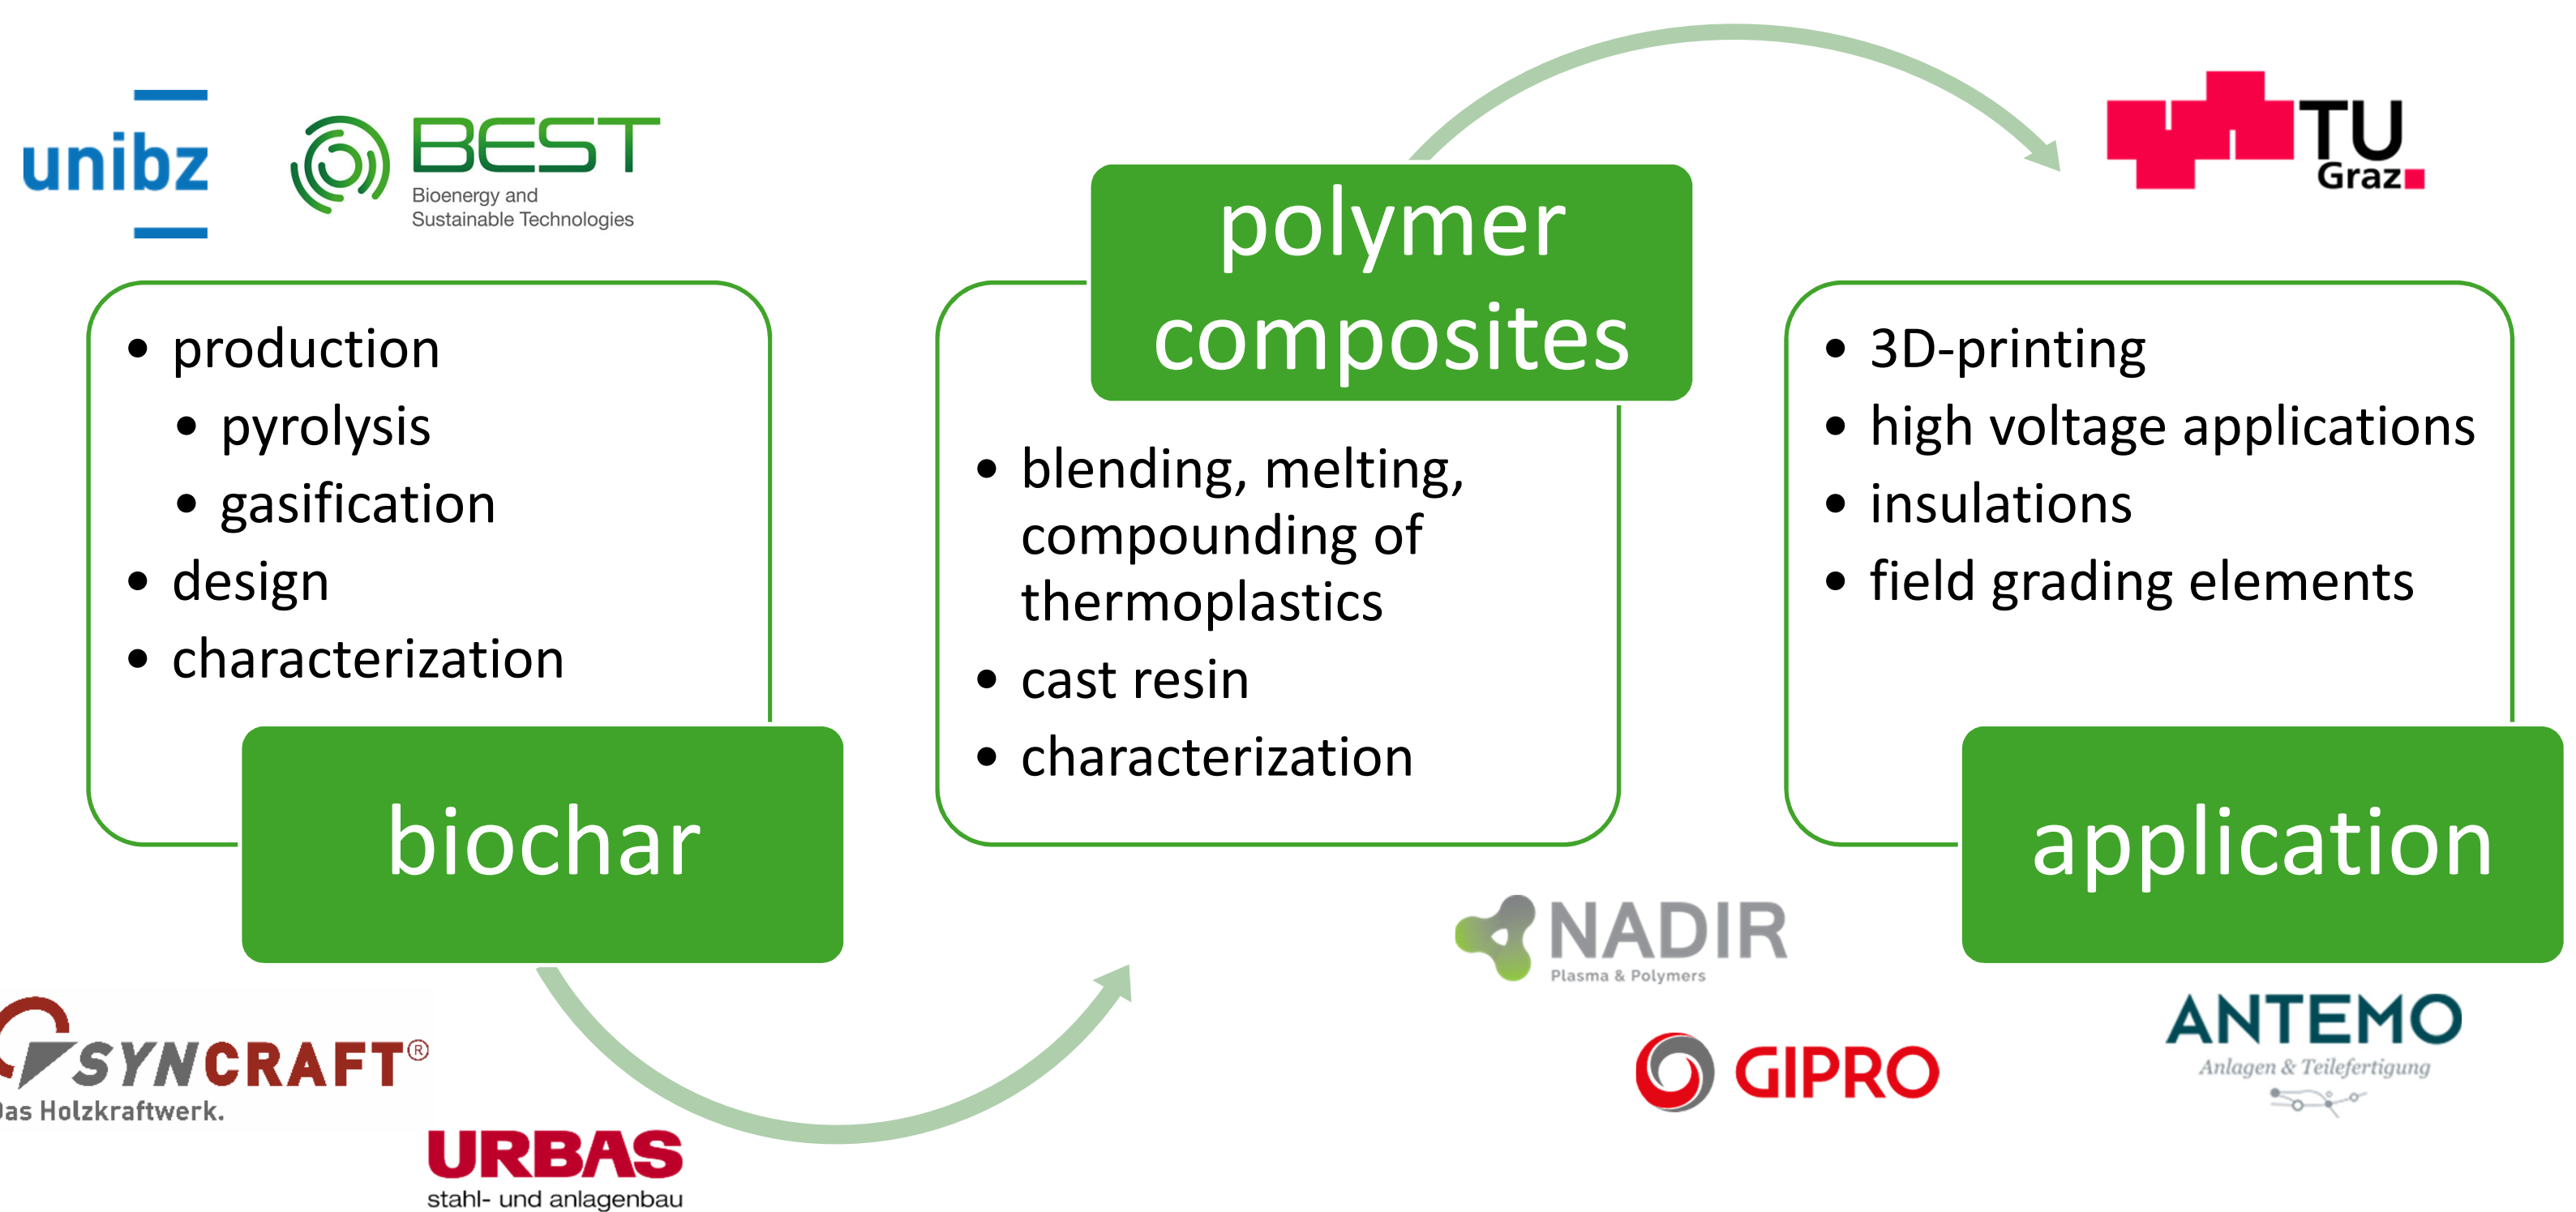 unibz
BEST
Bioenergy and
Sustainable Technologies
• production
• pyrolysis
• gasification
• design
• characterization
biochar
SYNCRAFT®
Das Holzkraftwerk.
URBAS
stahl- und anlagenbau
polymer
composites
• blending, melting,
compounding of
thermoplastics
• cast resin
• characterization
NADIR
Plasma & Polymers
GIPRO
TU
Graz
• 3D-printing
• high voltage applications
• insulations
• field grading elements
application
ANTEMO
Anlagen & Teilefertigung